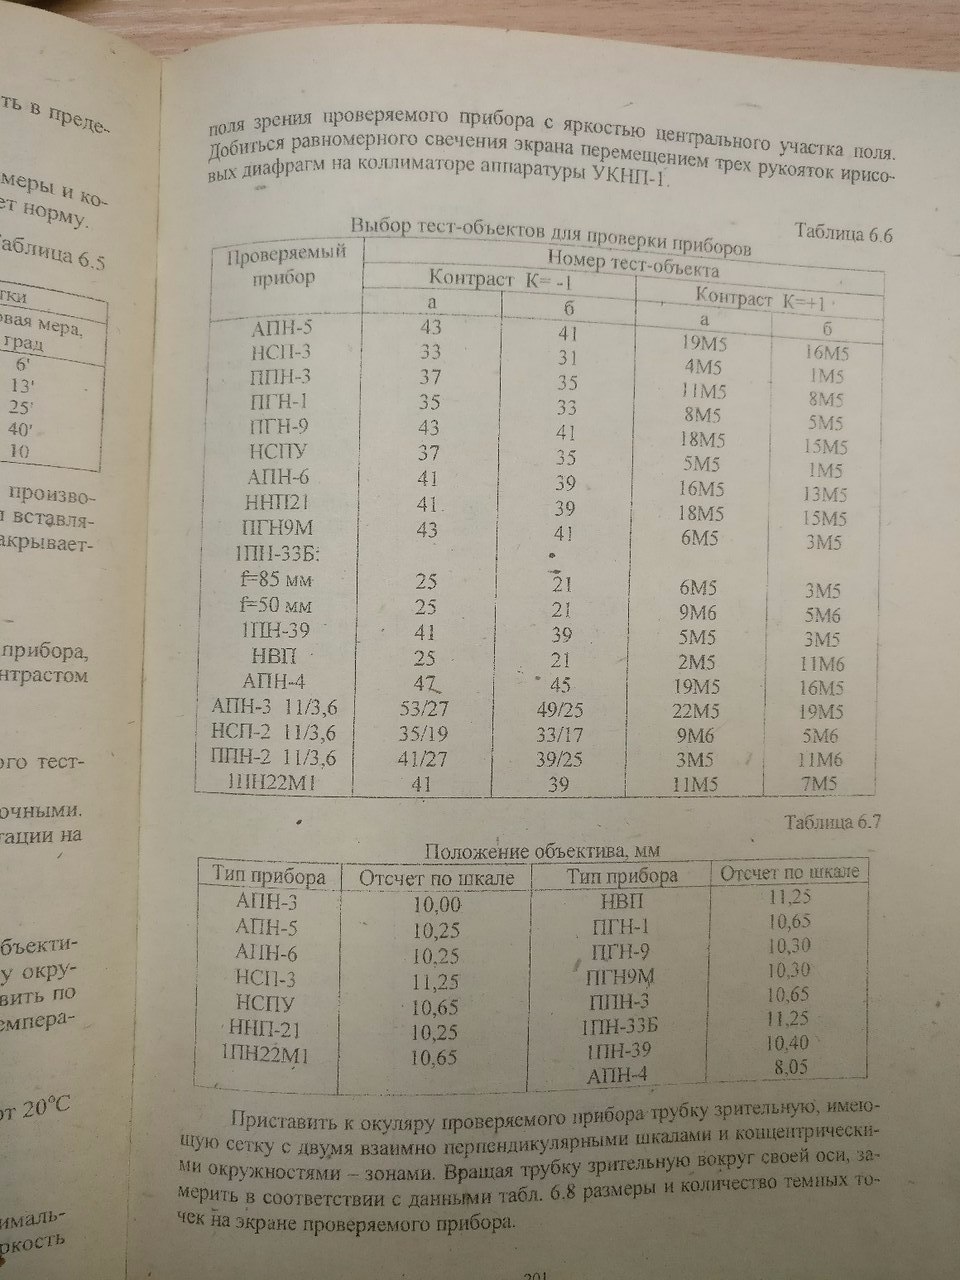 ть в преде-
меры и ко-
ет норму.
Таблица 6.5
тки
овая мера,
град
6'
13'
25'
40'
10
произво-
вставля-
акрывает-
прибора,
нтрастом
ого тест-
очными.
тации на
бъекти-
у окру-
вить по
емпера-
от 20°С
ималь-
ркость
поля зрения проверяемого прибора с яркостью центрального участка поля.
Добиться равномерного свечения экрана перемещением трех рукояток ирисо-
вых диафрагм на коллиматоре аппаратуры УКНП-1.
Таблица 6.6
Выбор тест-объектов для проверки приборов
Проверяемый прибор Номер тест-объекта
Контраст К= -1 Контраст К=+1
а б а б
АПН-5 43 41 19М5 16М5
НСП-3 33 31 4М5 1М5
ППН-3 37 35 11М5 8М5
ПГН-1 35 33 8М5 5М5
ПГН-9 43 41 18М5 15М5
НСПУ 37 35 5М5 1М5
АПН-6 41 39 16М5 13М5
ННП21 41 39 18М5 15М5
ПГН9М 43 41 6М5 3М5
1ПН-33Б:
f=85 мм 25 21 6М5 3М5
f=50 мм 25 21 9М6 5М6
1ПН-39 41 39 5М5 3М5
НВП 25 21 2М5 11М6
АПН-4 47 45 19М5 16М5
АПН-3 11/3,6 53/27 49/25 22М5 19М5
НСП-2 11/3,6 35/19 33/17 9М6 5М6
ППН-2 11/3,6 41/27 39/25 3М5 11М6
1ПН22М1 41 39 11М5 7М5
Таблица 6.7
Положение объектива, мм
Тип прибора Отсчет по шкале Тип прибора Отсчет по шкале
АПН-3 10,00 НВП 11,25
АПН-5 10,25 ПГН-1 10,65
АПН-6 10,25 ПГН-9 10,30
НСП-3 11,25 ПГН9М 10,30
НСПУ 10,65 ППН-3 10,65
ННП-21 10,25 1ПН-33Б 11,25
1ПН22М1 10,65 1ПН-39 10,40
АПН-4 8,05
Приставить к окуляру проверяемого прибора трубку зрительную, имею-
щую сетку с двумя взаимно перпендикулярными шкалами и концентрически-
ми окружностями – зонами. Вращая трубку зрительную вокруг своей оси, за-
мерить в соответствии с данными табл. 6.8 размеры и количество темных то-
чек на экране проверяемого прибора.